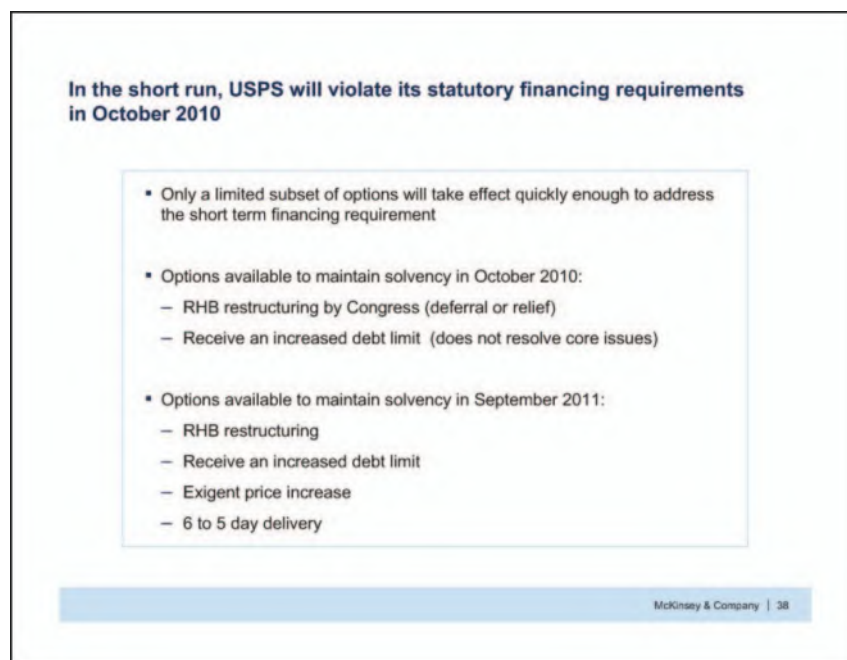 In the short run, USPS will violate its statutory financing requirements
in October 2010
▪ Only a limited subset of options will take effect quickly enough to address
the short term financing requirement
▪ Options available to maintain solvency in October 2010:
– RHB restructuring by Congress (deferral or relief)
– Receive an increased debt limit (does not resolve core issues)
▪ Options available to maintain solvency in September 2011:
– RHB restructuring
– Receive an increased debt limit
– Exigent price increase
– 6 to 5 day delivery
McKinsey & Company | 38